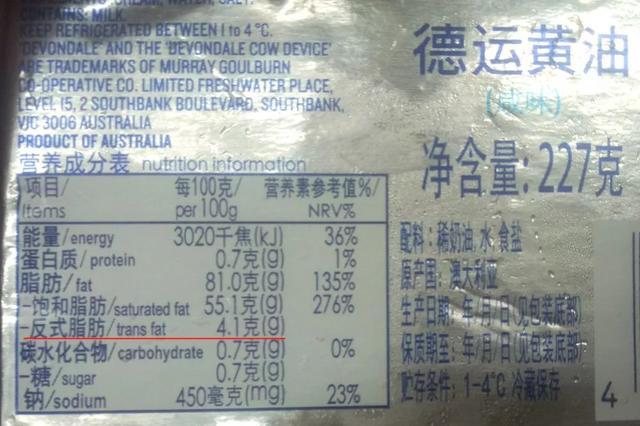 CREAM, WATER, SALT.
CONTAINS: MILK.
KEEP REFRIGERATED BETWEEN 1 to 4 °C.
'DEVONDALE' AND THE 'DEVONDALE COW DEVICE'
ARE TRADEMARKS OF MURRAY GOULBURN
CO-OPERATIVE CO. LIMITED FRESHWATER PLACE,
LEVEL 15, 2 SOUTHBANK BOULEVARD, SOUTHBANK,
VIC 3006 AUSTRALIA
PRODUCT OF AUSTRALIA
营养成分表 nutrition information
项目/ 每100克/ 营养素参考值%/
Items per 100g NRV%
能量/energy 3020千焦(kJ) 36%
蛋白质/protein 0.7克(g) 1%
脂肪/fat 81.0克(g) 135%
-饱和脂肪/saturated fat 55.1克(g) 276%
-反式脂肪/trans fat 4.1克(g)
碳水化合物/carbohydrate 0.7克(g) 0%
-糖/sugar 0.7克(g)
钠/sodium 450毫克(mg) 23%
德运黄油
(咸味)
净含量: 227克
配料: 稀奶油, 水, 食盐
原产国: 澳大利亚
生产日期: 年/月/日(见包装底部)
保质期至: 年/月/日(见包装底部)
贮存条件: 1-4°C 冷藏保存
4